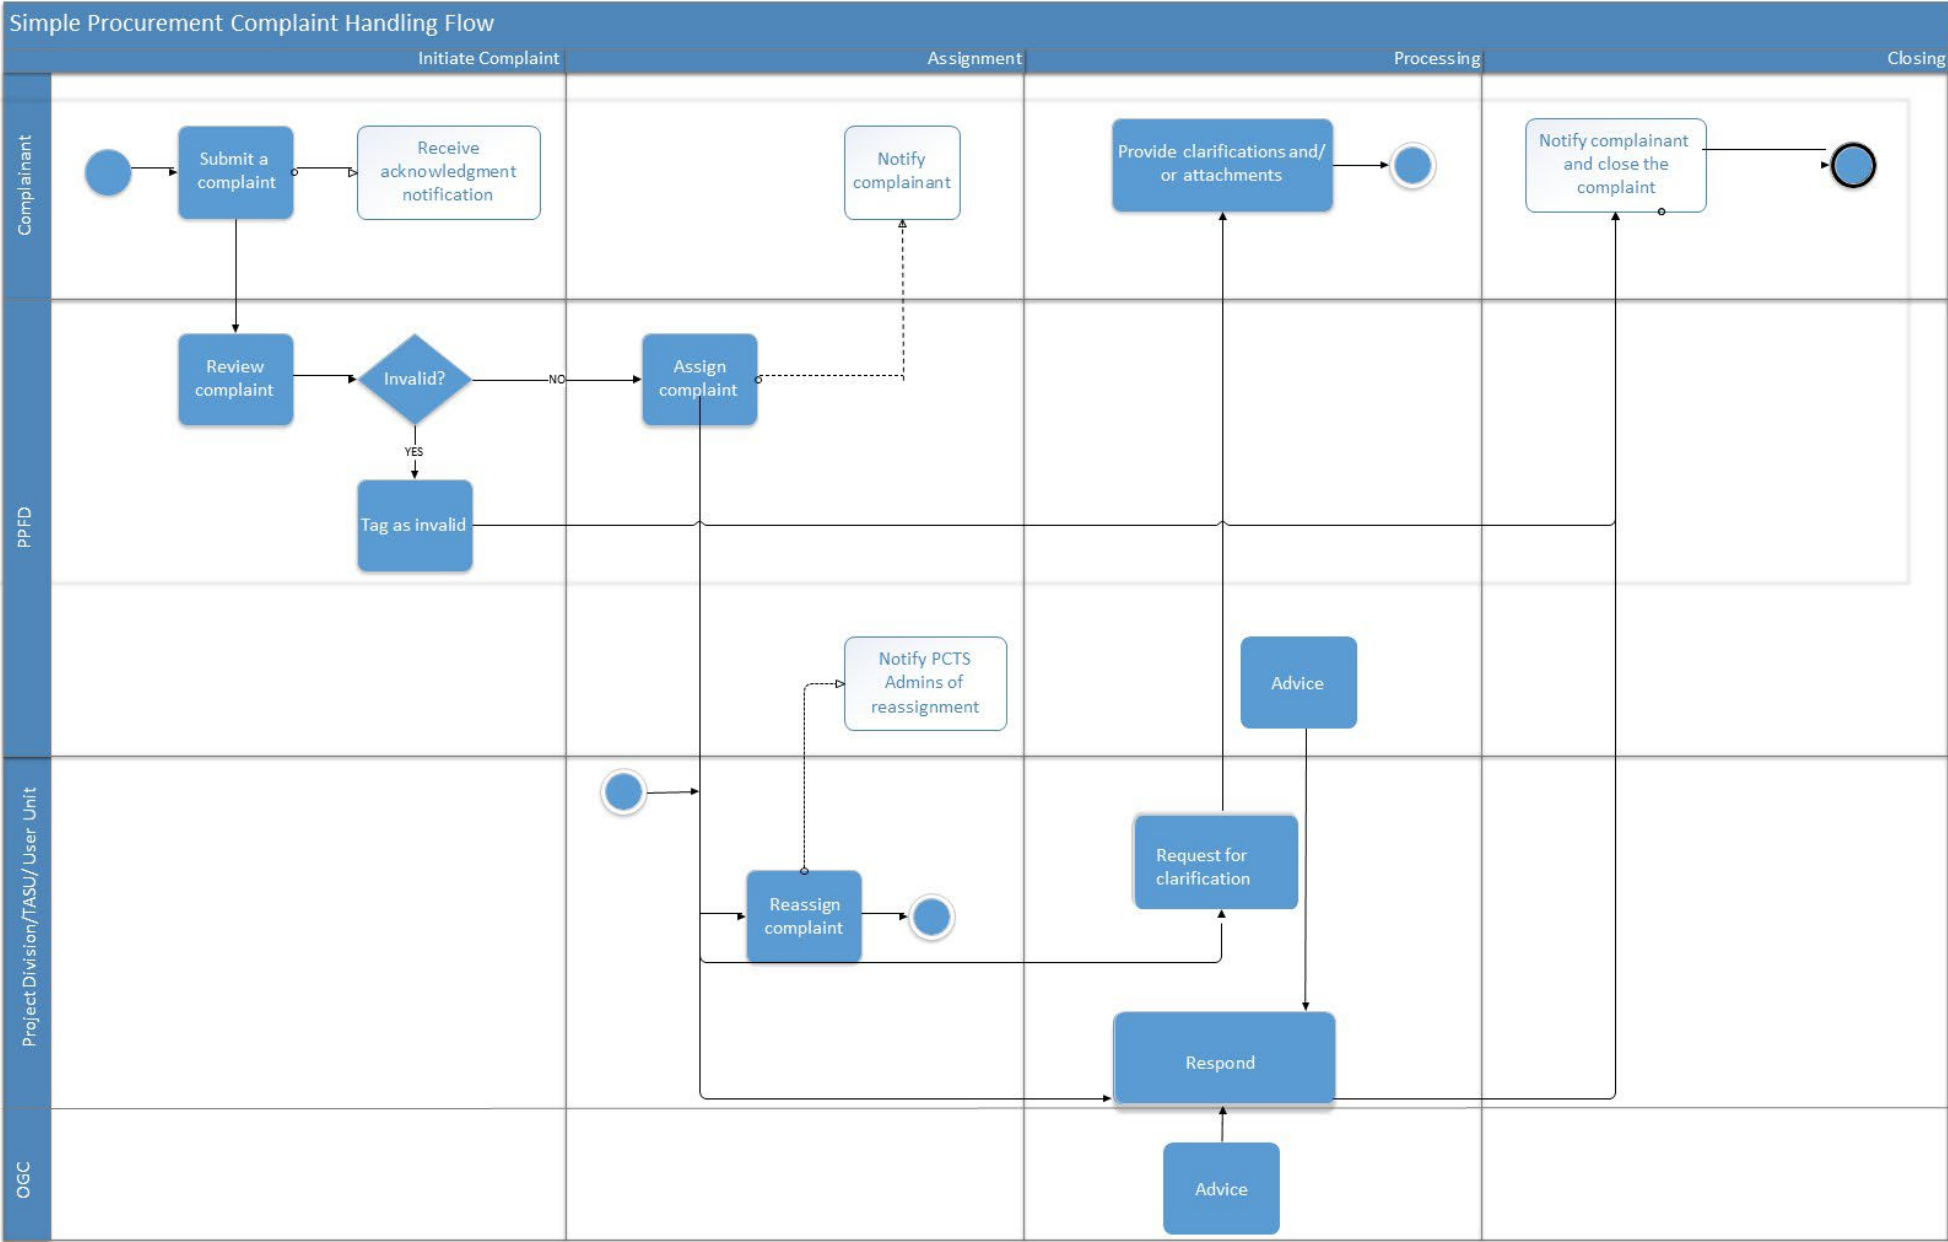 Simple Procurement Complaint Handling Flow
Initiate Complaint
Assignment
Processing
Closing
Complainant
Submit a
complaint
Receive
acknowledgment
notification
Notify
complainant
Provide clarifications and/
or attachments
Notify complainant
and close the
complaint
PPFD
Review
complaint
Invalid?
NO
Assign
complaint
YES
Tag as invalid
Notify PCTS
Admins of
reassignment
Advice
Project Division/TASU/ User Unit
Reassign
complaint
Request for
clarification
Respond
OGC
Advice